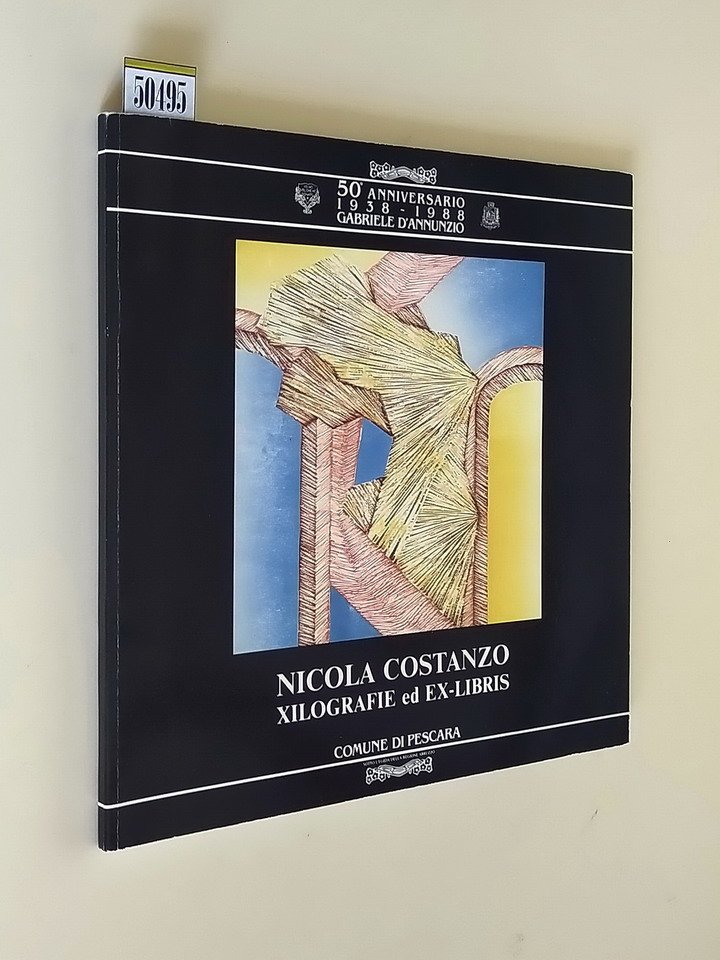 50495
50° ANNIVERSARIO
1938 - 1988
GABRIELE D'ANNUNZIO
NICOLA COSTANZO
XILOGRAFIE ed EX-LIBRIS
COMUNE DI PESCARA